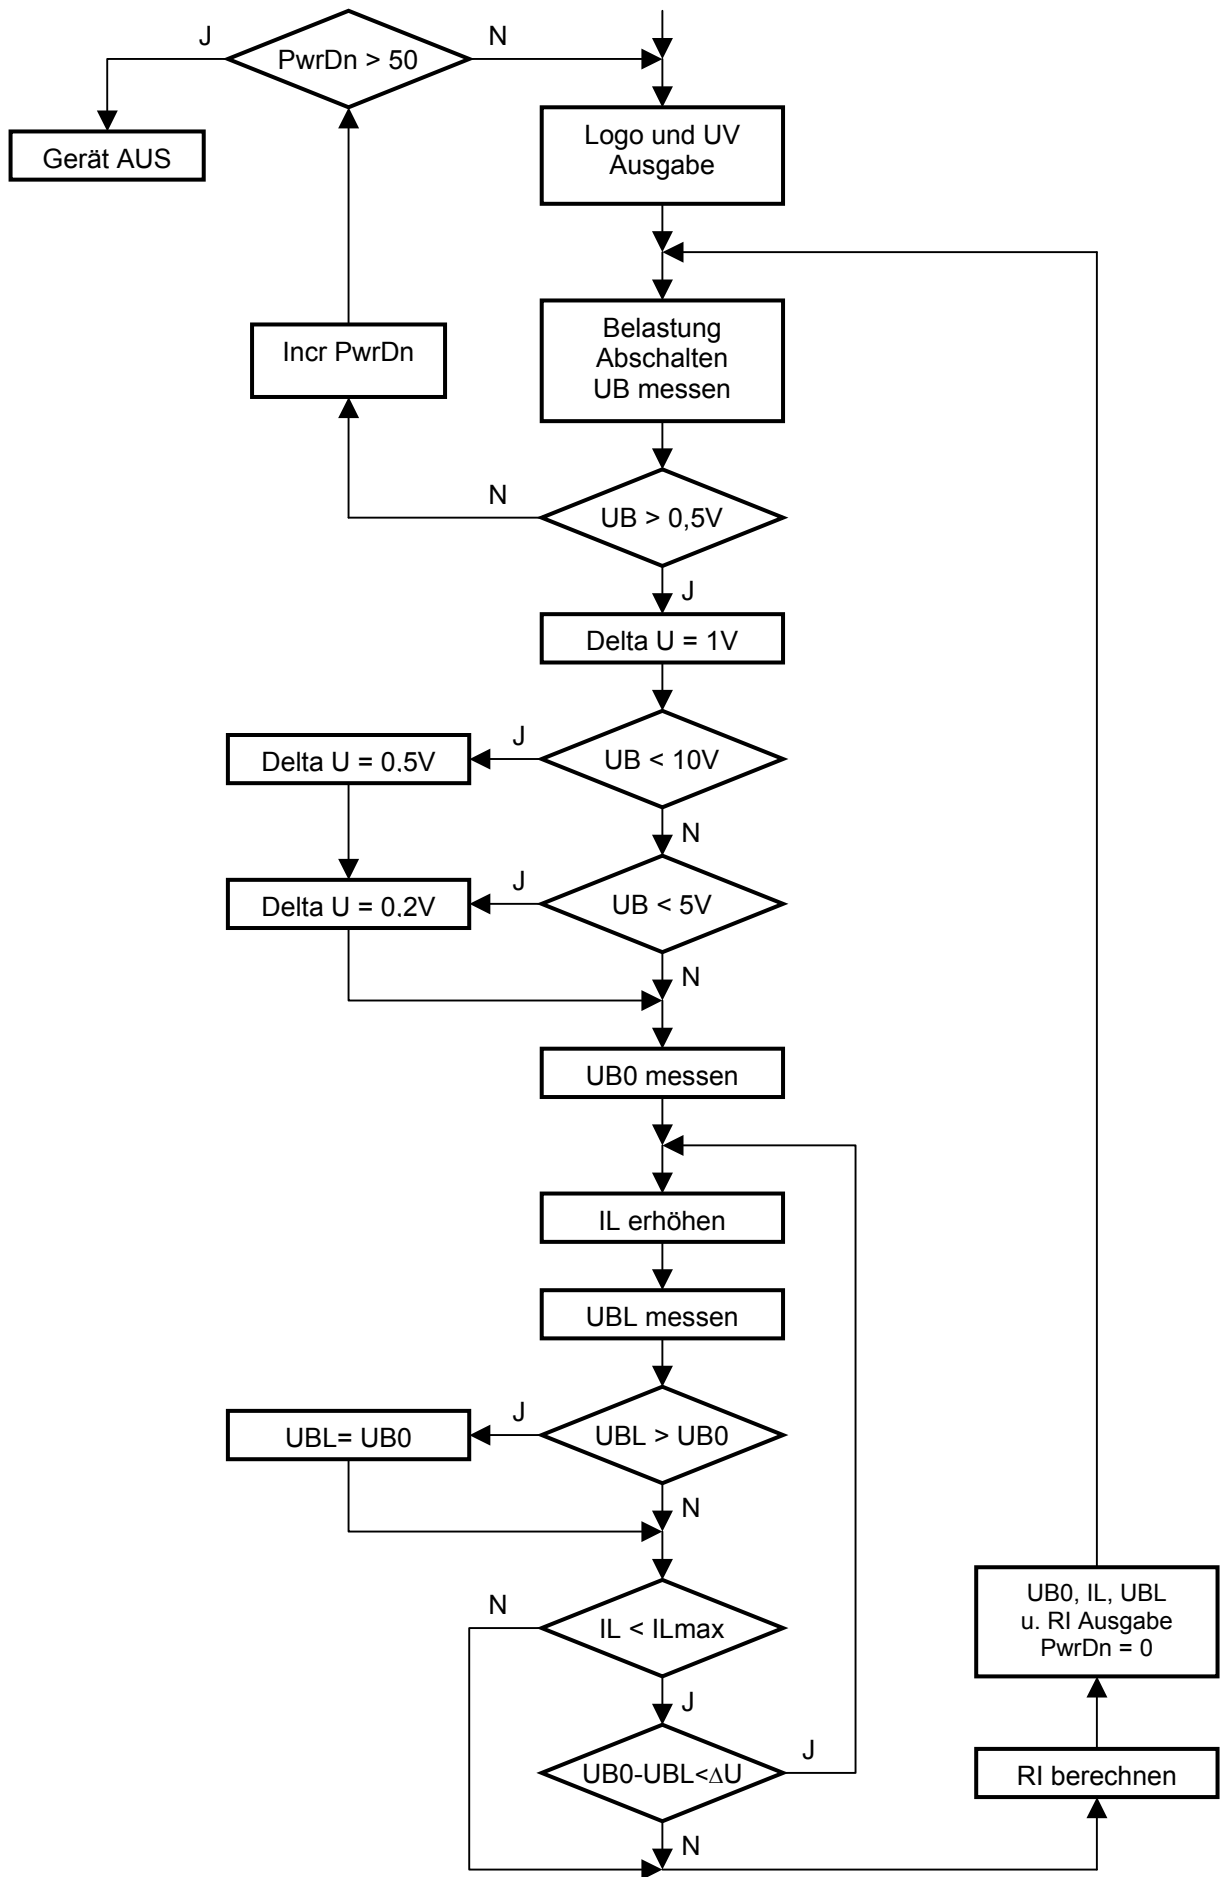 J
PwrDn > 50
N
Gerät AUS
Logo und UV
Ausgabe
Incr PwrDn
Belastung
Abschalten
UB messen
N
UB > 0,5V
J
Delta U = 1V
Delta U = 0.5V
J
UB < 10V
N
Delta U = 0.2V
J
UB < 5V
N
UB0 messen
IL erhöhen
UBL messen
UBL= UB0
J
UBL > UB0
N
N
IL < ILmax
J
UB0, IL, UBL
u. RI Ausgabe
PwrDn = 0
UB0-UBL<ΔU
J
RI berechnen
N